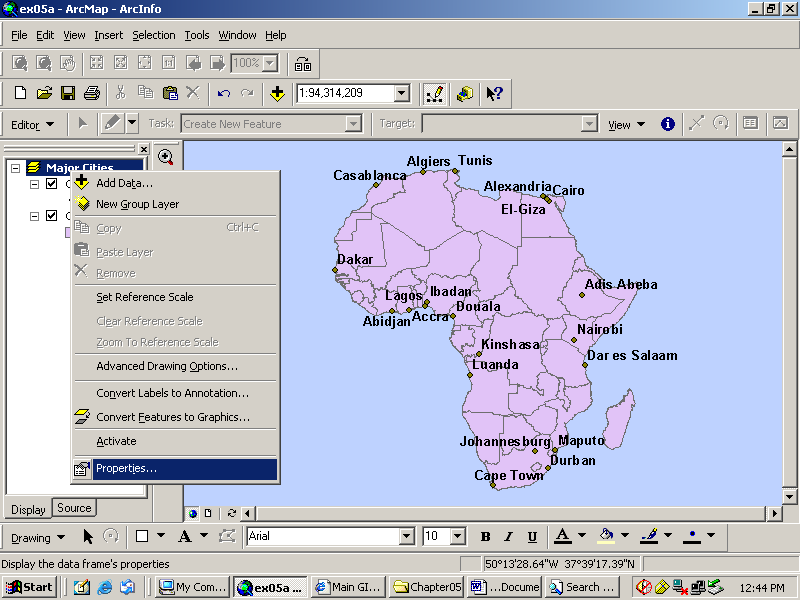 ex05a - ArcMap - ArcInfo
File Edit View Insert Selection Tools Window Help
100%
1:94,314,209
Editor Task: Create New Feature Target: View
Major Cities
Add Data...
New Group Layer
Copy Ctrl+C
Paste Layer
Remove
Set Reference Scale
Clear Reference Scale
Zoom To Reference Scale
Advanced Drawing Options...
Convert Labels to Annotation...
Convert Features to Graphics...
Activate
Properties...
Algiers Tunis
Casablanca
Alexandria Cairo
El-Giza
Dakar
Adis Abeba
Lagos Ibadan
Douala
Abidjan Accra
Nairobi
Kinshasa
Dar es Salaam
Luanda
Johannesburg Maputo
Durban
Cape Town
Display Source
Drawing A Arial 10 B I U A
Display the data frame's properties 50°13'28.64"W 37°39'17.39"N
Start My Com... ex05a ... Main GI... Chapter05 ...Docume Search ... 12:44 PM